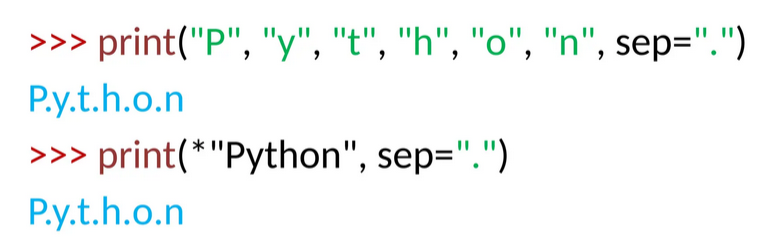 >>> print("P", "y", "t", "h", "o", "n", sep=".")
P.y.t.h.o.n
>>> print(*"Python", sep=".")
P.y.t.h.o.n